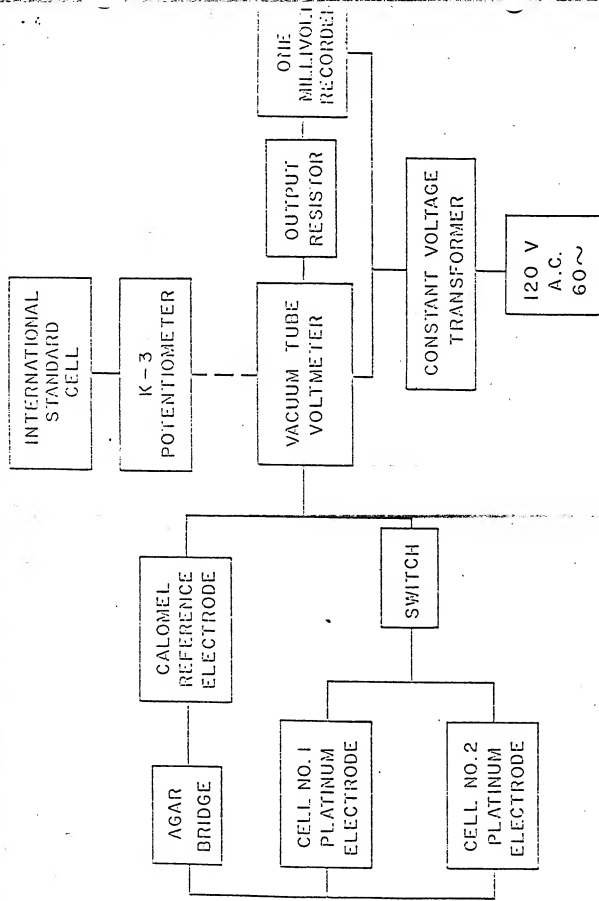 INTERNATIONAL
STANDARD
CELL
K-3
POTENTIOMETER
VACUUM TUBE
VOLTMETER
OUTPUT
RESISTOR
ONE
MILLIVOLT
RECORDER
CONSTANT VOLTAGE
TRANSFORMER
120 V
A.C.
60~
CALOMEL
REFERENCE
ELECTRODE
AGAR
BRIDGE
SWITCH
CELL NO. 1
PLATINUM
ELECTRODE
CELL NO. 2
PLATINUM
ELECTRODE